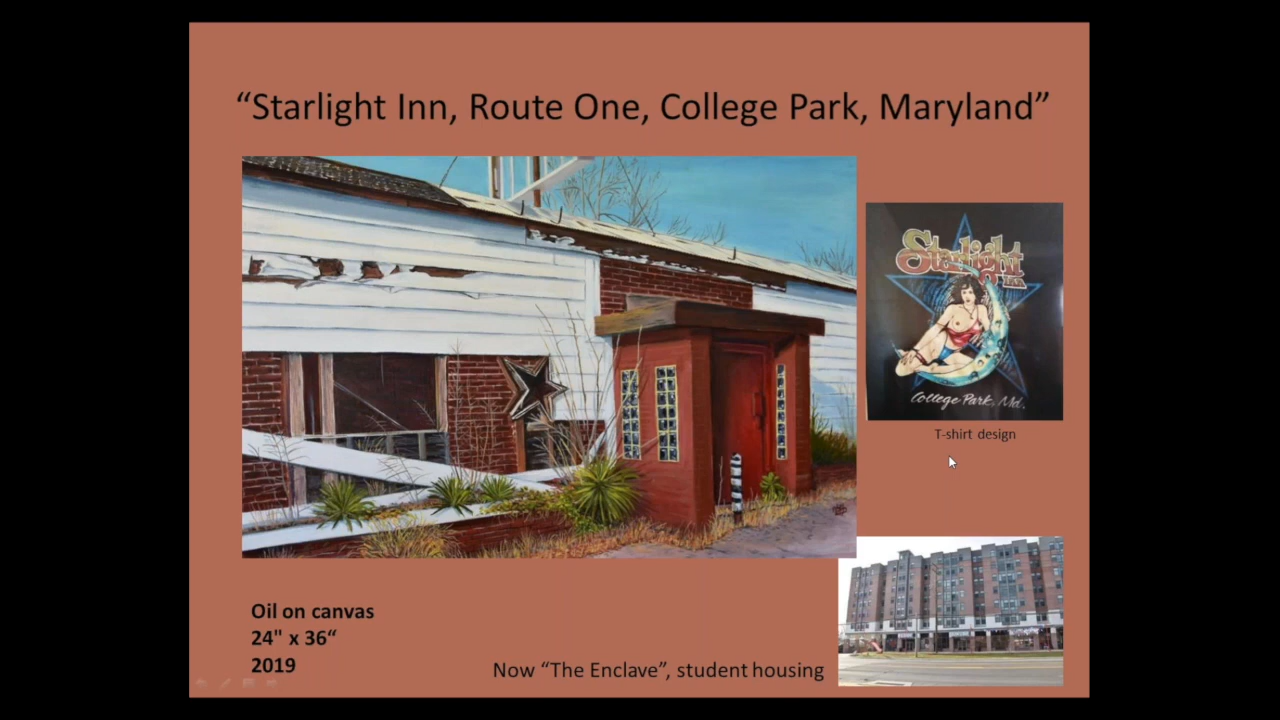 “Starlight Inn, Route One, College Park, Maryland”
Starlight
INN
College Park, Md.
T-shirt design
Oil on canvas
24" x 36“
2019
Now “The Enclave”, student housing